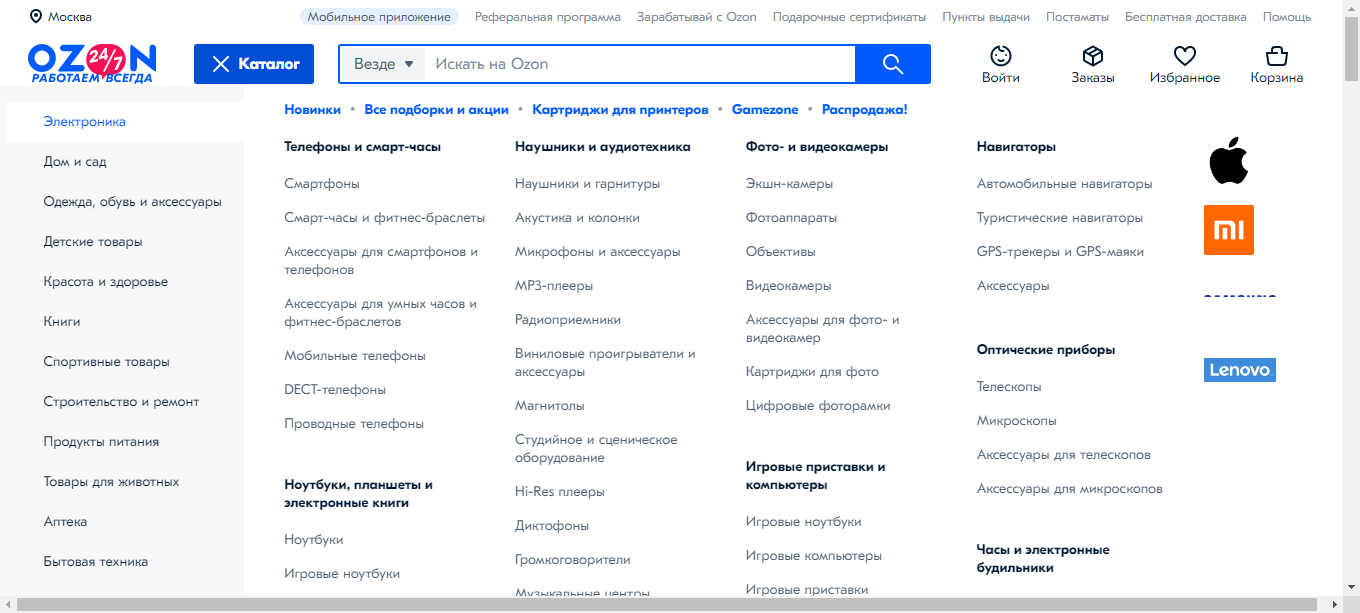 Москва
Мобильное приложение
Реферальная программа
Зарабатывай с Ozon
Подарочные сертификаты
Пункты выдачи
Постаматы
Бесплатная доставка
Помощь
OZON
24/7
РАБОТАЕМ ВСЕГДА
Каталог
Везде
Искать на Ozon
Войти
Заказы
Избранное
Корзина
Электроника
Дом и сад
Одежда, обувь и аксессуары
Детские товары
Красота и здоровье
Книги
Спортивные товары
Строительство и ремонт
Продукты питания
Товары для животных
Аптека
Бытовая техника
Новинки • Все подборки и акции • Картриджи для принтеров • Gamezone • Распродажа!
Телефоны и смарт-часы
Смартфоны
Смарт-часы и фитнес-браслеты
Аксессуары для смартфонов и
телефонов
Аксессуары для умных часов и
фитнес-браслетов
Мобильные телефоны
DECT-телефоны
Проводные телефоны
Ноутбуки, планшеты и
электронные книги
Ноутбуки
Игровые ноутбуки
Наушники и аудиотехника
Наушники и гарнитуры
Акустика и колонки
Микрофоны и аксессуары
MP3-плееры
Радиоприемники
Виниловые проигрыватели и
аксессуары
Магнитолы
Студийное и сценическое
оборудование
Hi-Res плееры
Диктофоны
Громкоговорители
Музыкальные центры
Фото- и видеокамеры
Экшн-камеры
Фотоаппараты
Объективы
Видеокамеры
Аксессуары для фото- и
видеокамер
Картриджи для фото
Цифровые фоторамки
Игровые приставки и
компьютеры
Игровые ноутбуки
Игровые компьютеры
Игровые приставки
Навигаторы
Автомобильные навигаторы
Туристические навигаторы
GPS-трекеры и GPS-маяки
Аксессуары
Оптические приборы
Телескопы
Микроскопы
Аксессуары для телескопов
Аксессуары для микроскопов
Часы и электронные
будильники
mi
Lenovo